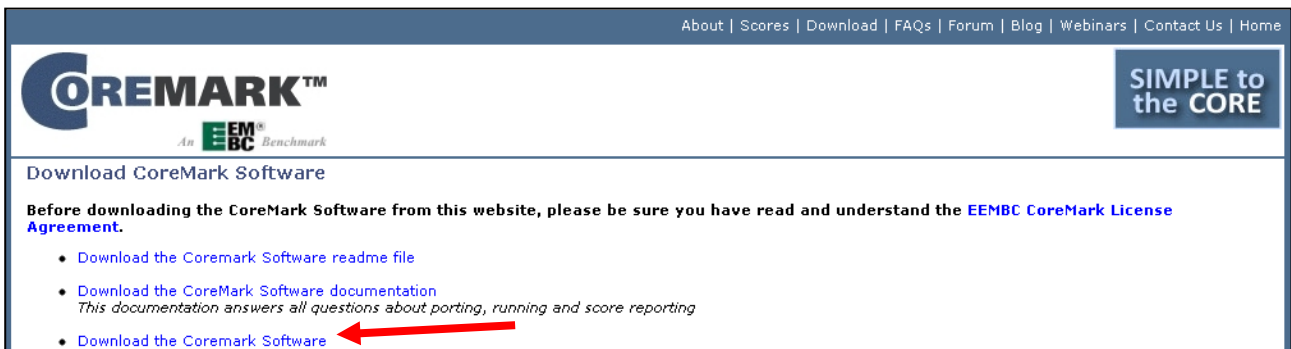 About | Scores | Download | FAQs | Forum | Blog | Webinars | Contact Us | Home
COREMARK™
An EEMBC® Benchmark
SIMPLE to
the CORE
Download CoreMark Software
Before downloading the CoreMark Software from this website, please be sure you have read and understand the EEMBC CoreMark License
Agreement.
• Download the Coremark Software readme file
• Download the CoreMark Software documentation
This documentation answers all questions about porting, running and score reporting
• Download the Coremark Software